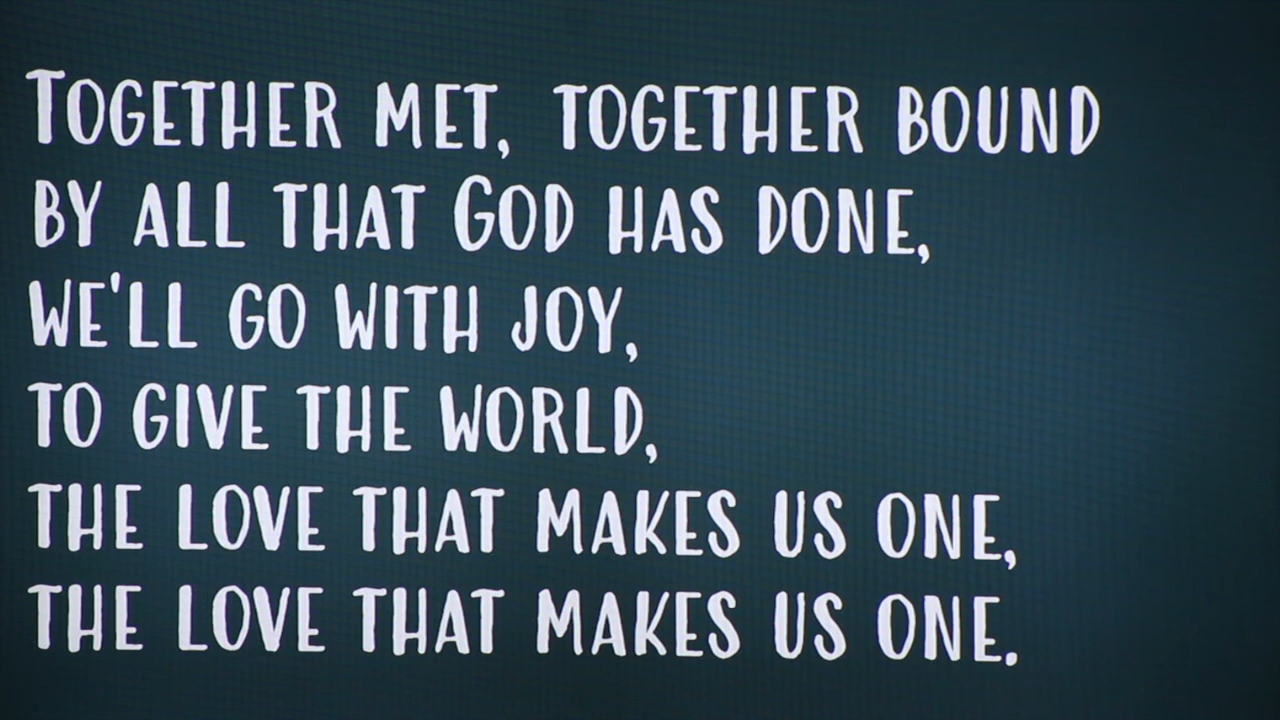 Together met, together bound
by all that God has done,
we'll go with joy,
to give the world,
the love that makes us one,
the love that makes us one.